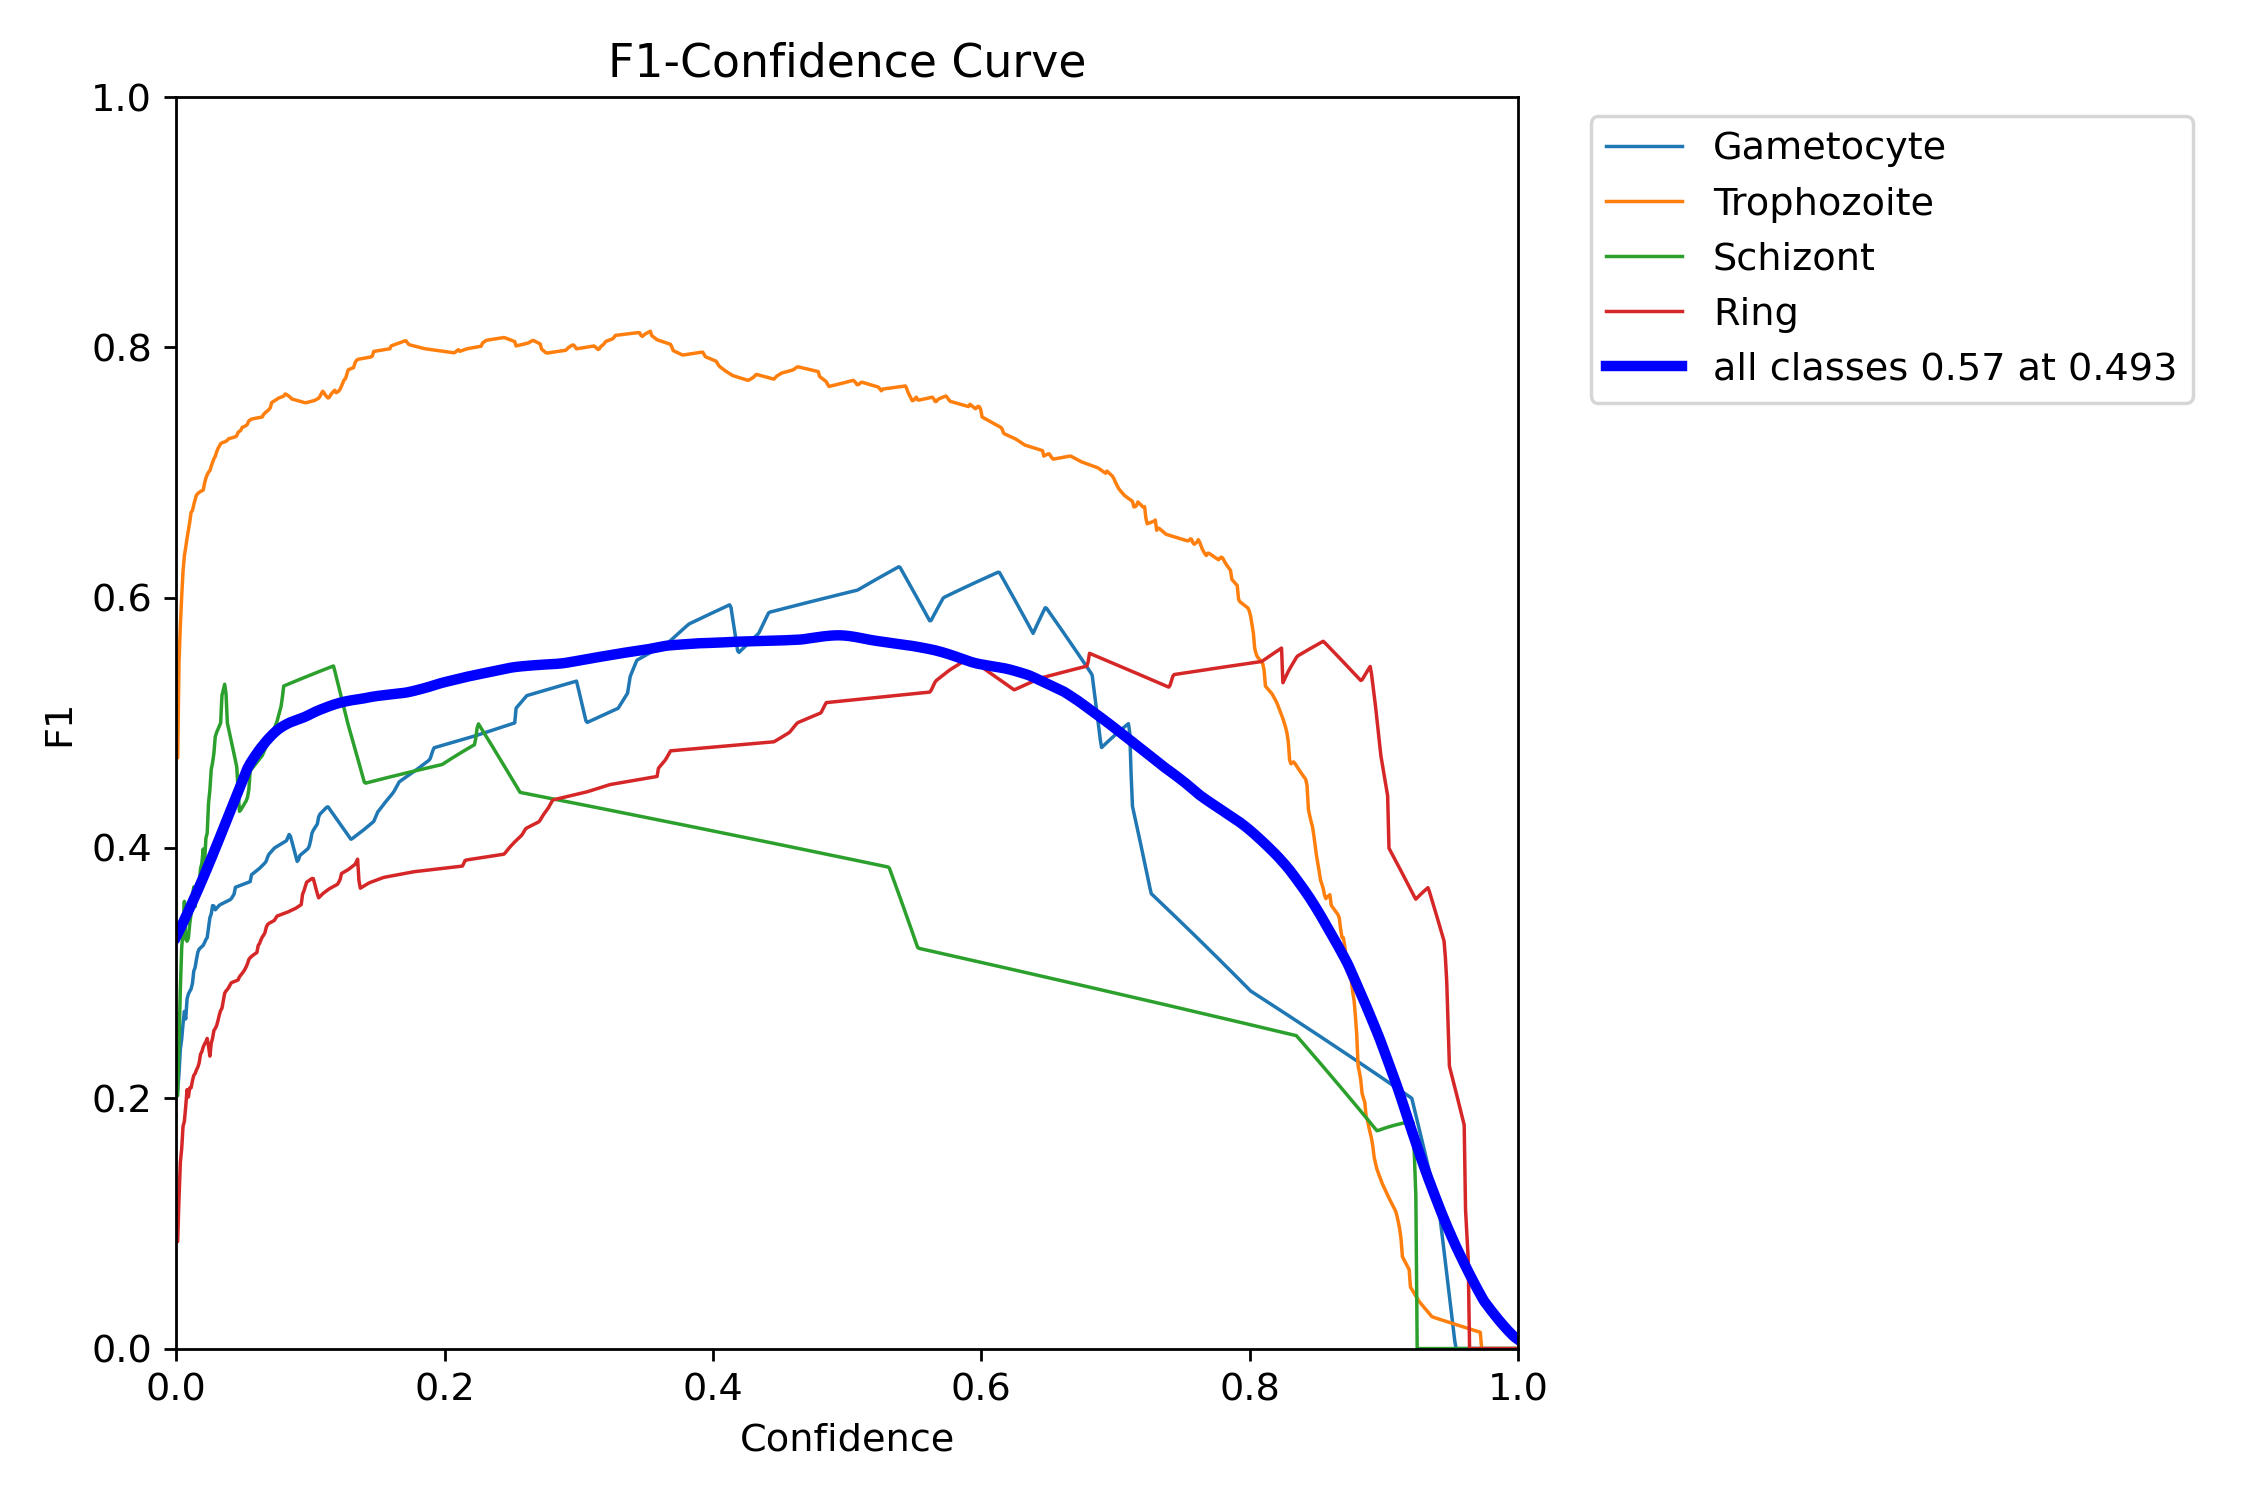 F1-Confidence Curve
1.0
0.8
0.6
0.4
0.2
0.0
F1
0.0 0.2 0.4 0.6 0.8 1.0
Confidence
Gametocyte
Trophozoite
Schizont
Ring
all classes 0.57 at 0.493